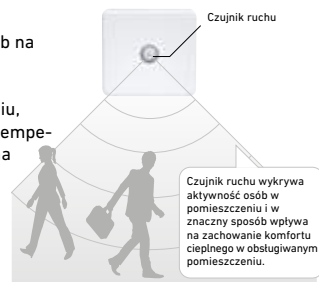 Czujnik ruchu
b na
iu,
empe-
a
Czujnik ruchu wykrywa
aktywność osób w
pomieszczeniu i w
znaczny sposób wpływa
na zachowanie komfortu
cieplnego w obsługiwanym
pomieszczeniu.